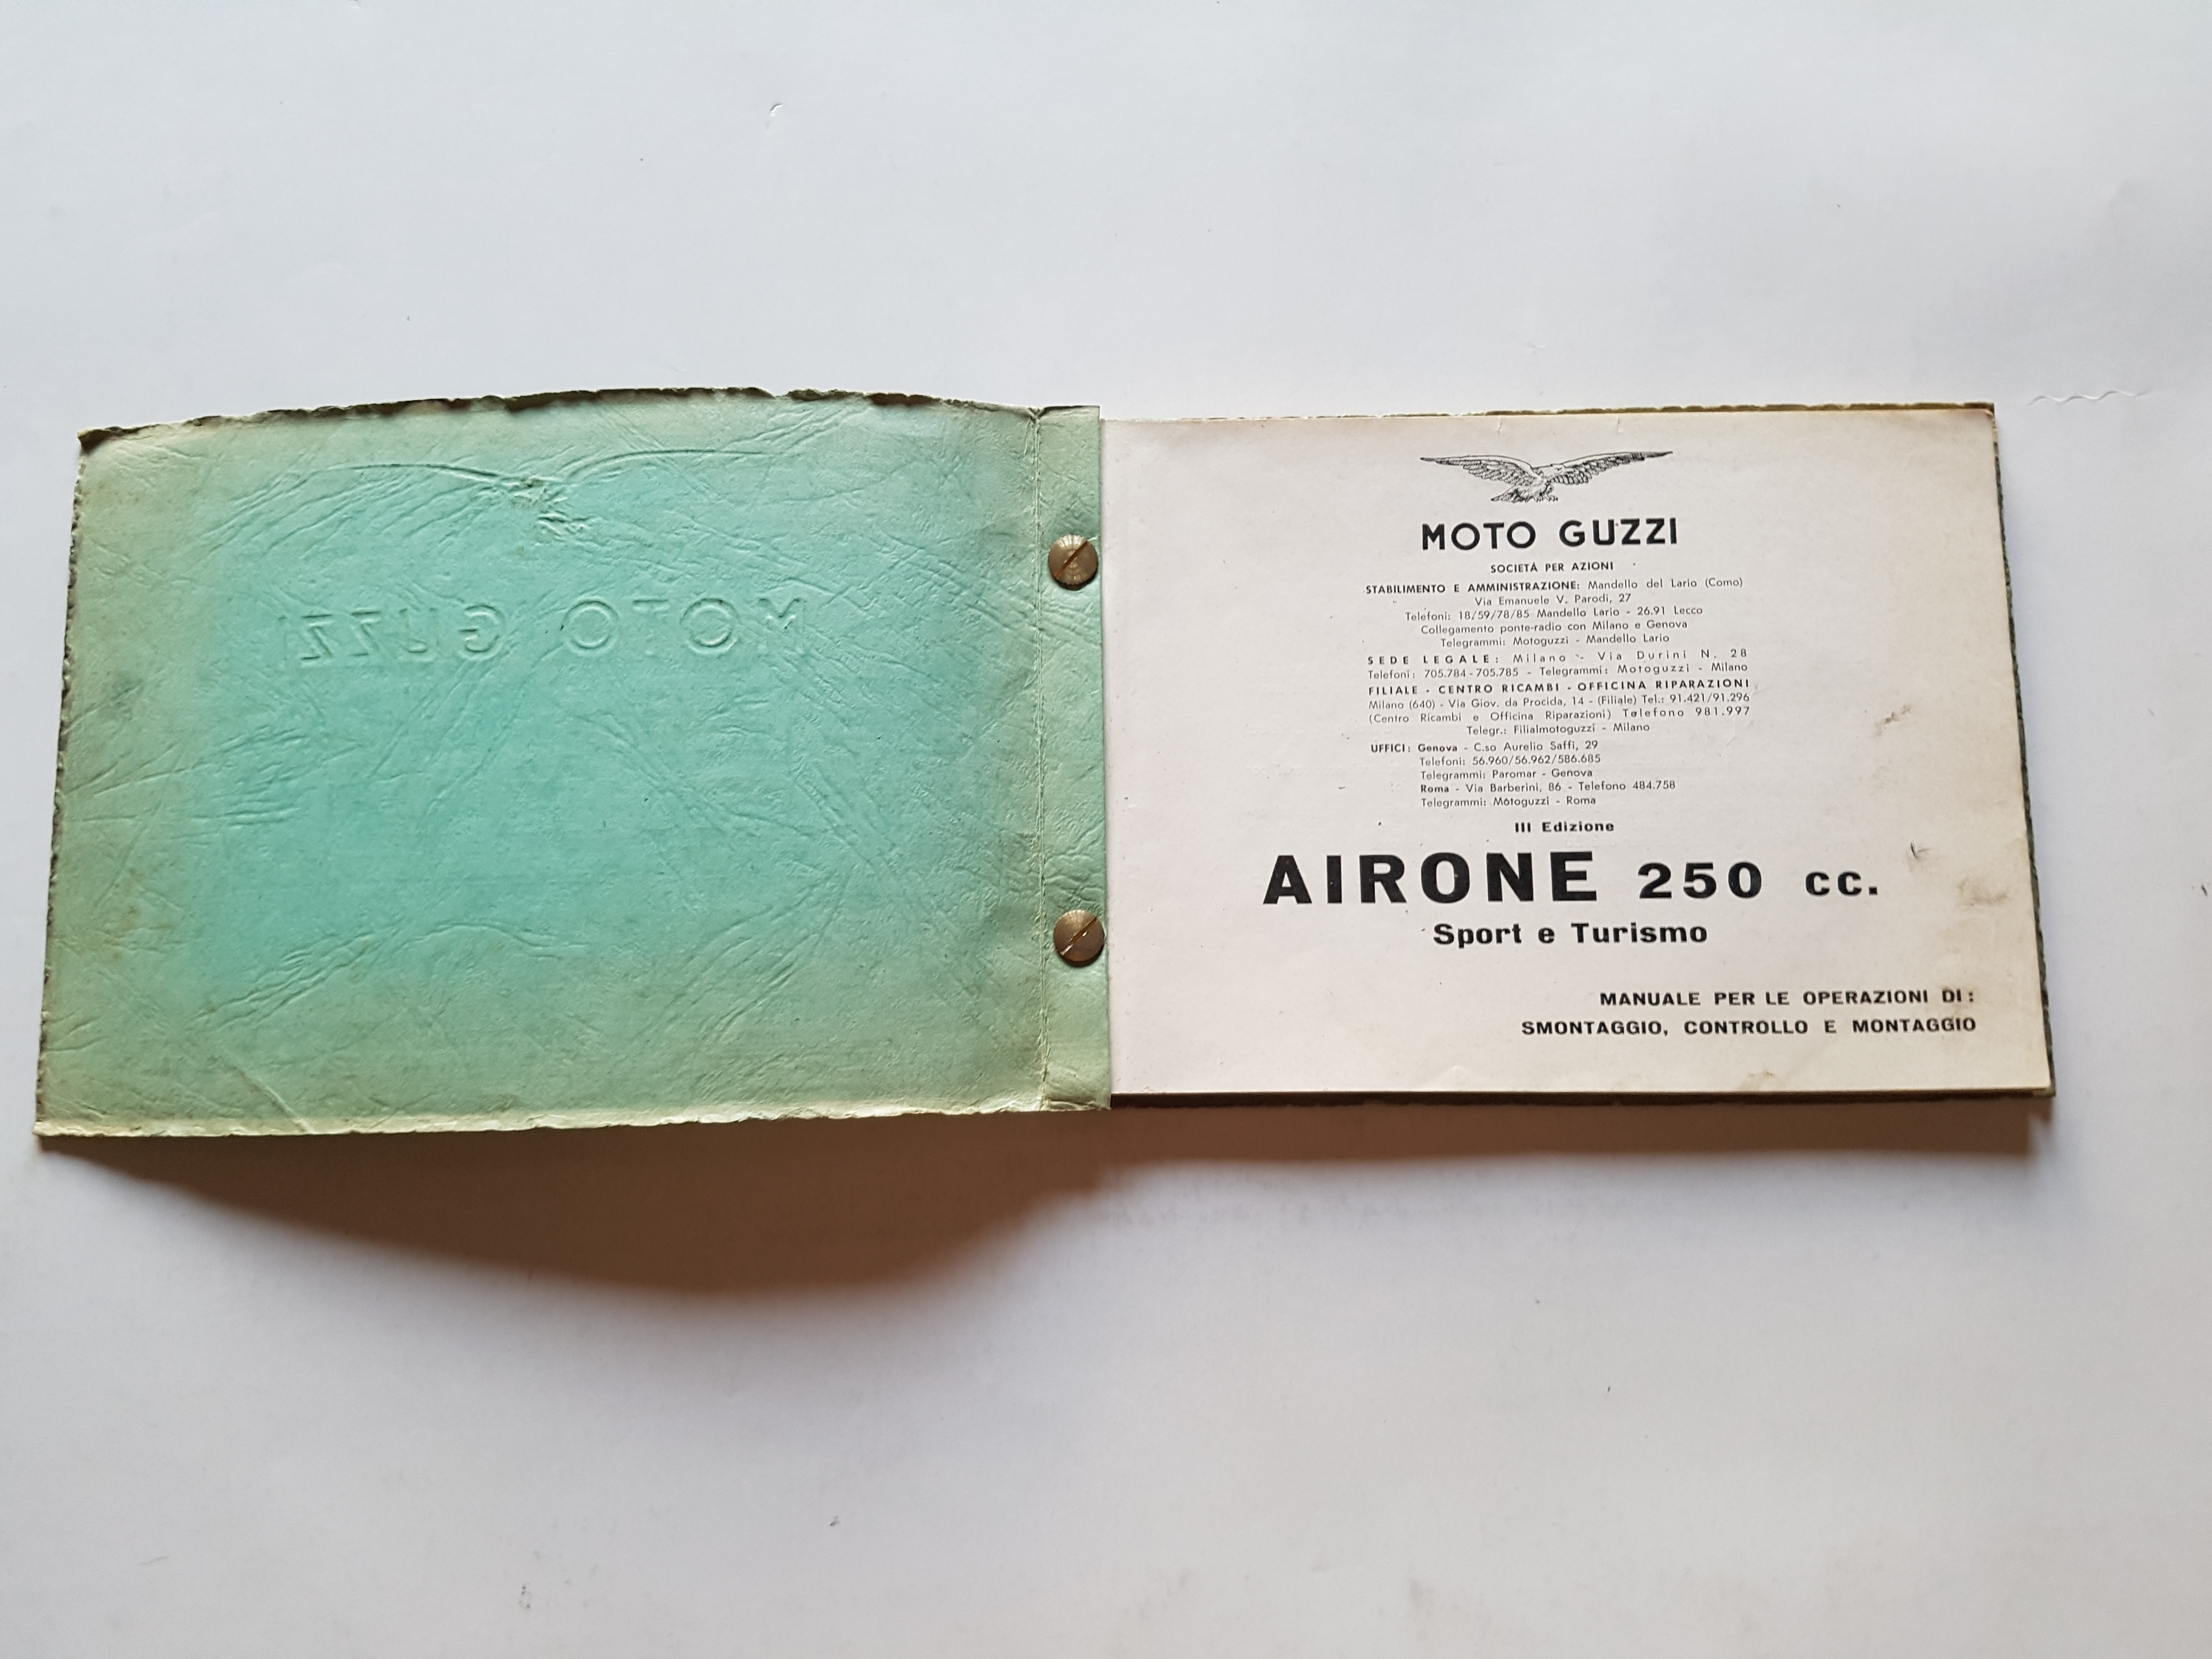 MOTO GUZZI
MOTO GUZZI
SOCIETÀ PER AZIONI
STABILIMENTO E AMMINISTRAZIONE: Mandello del Lario (Como)
Via Emanuele V. Parodi, 27
Telefoni: 18/59/78/85 Mandello Lario - 26.91 Lecco
Collegamento ponte-radio con Milano e Genova
Telegrammi: Motoguzzi - Mandello Lario
SEDE LEGALE: Milano - Via Durini N. 28
Telefoni: 705.784 - 705.785 - Telegrammi: Motoguzzi - Milano
FILIALE - CENTRO RICAMBI - OFFICINA RIPARAZIONI
Milano (640) - Via Giov. da Procida, 14 - (Filiale) Tel.: 91.421/91.296
(Centro Ricambi e Officina Riparazioni) Telefono 981.997
Telegr.: Filialmotoguzzi - Milano
UFFICI: Genova - C.so Aurelio Saffi, 29
Telefoni: 56.960/56.962/586.685
Telegrammi: Paromar - Genova
Roma - Via Barberini, 86 - Telefono 484.758
Telegrammi: Motoguzzi - Roma
III Edizione
AIRONE 250 cc.
Sport e Turismo
MANUALE PER LE OPERAZIONI DI:
SMONTAGGIO, CONTROLLO E MONTAGGIO